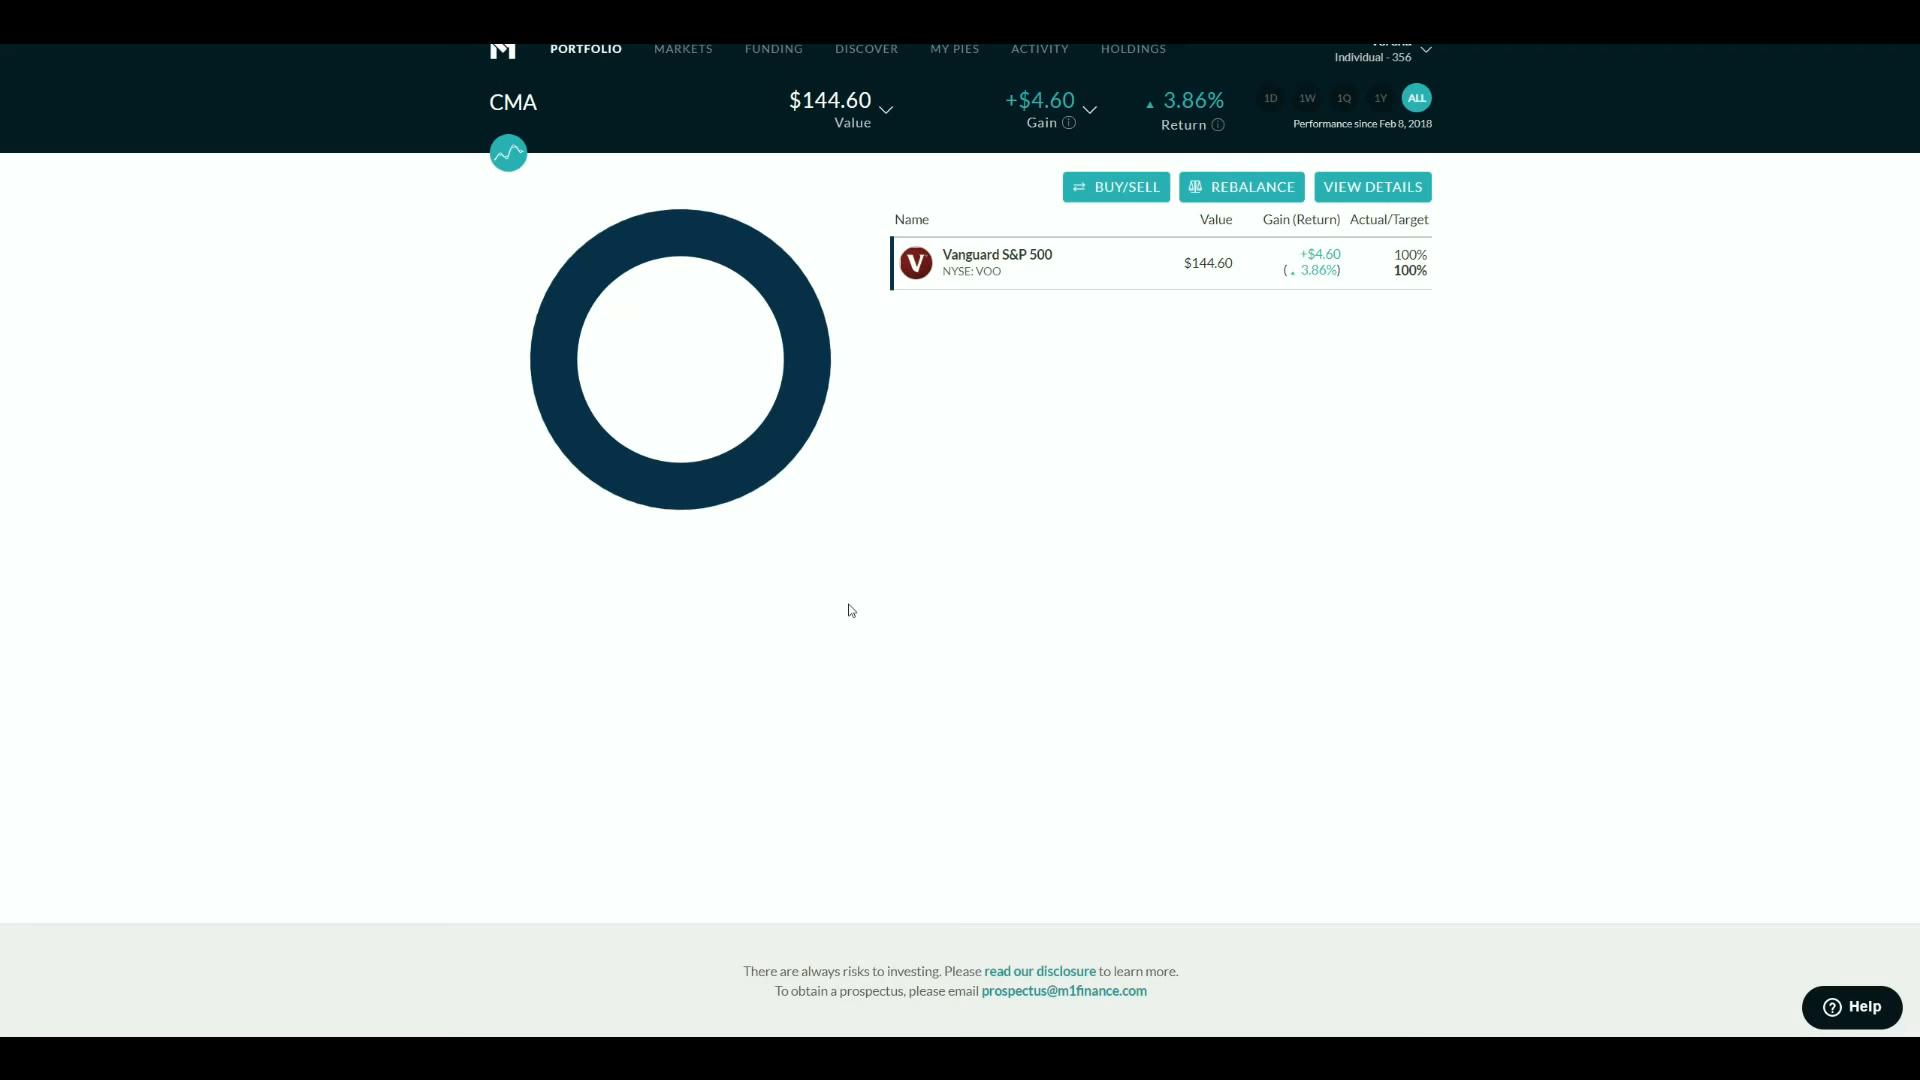 PORTFOLIO MARKETS FUNDING DISCOVER MY PIES ACTIVITY HOLDINGS
Individual - 356
CMA
$144.60
Value
+$4.60
Gain
3.86%
Return
1D 1W 1Q 1Y ALL
Performance since Feb 8, 2018
BUY/SELL REBALANCE VIEW DETAILS
Name Value Gain (Return) Actual/Target
Vanguard S&P 500
NYSE: VOO
$144.60
+$4.60
(▲ 3.86%)
100%
100%
There are always risks to investing. Please read our disclosure to learn more.
To obtain a prospectus, please email prospectus@m1finance.com
Help